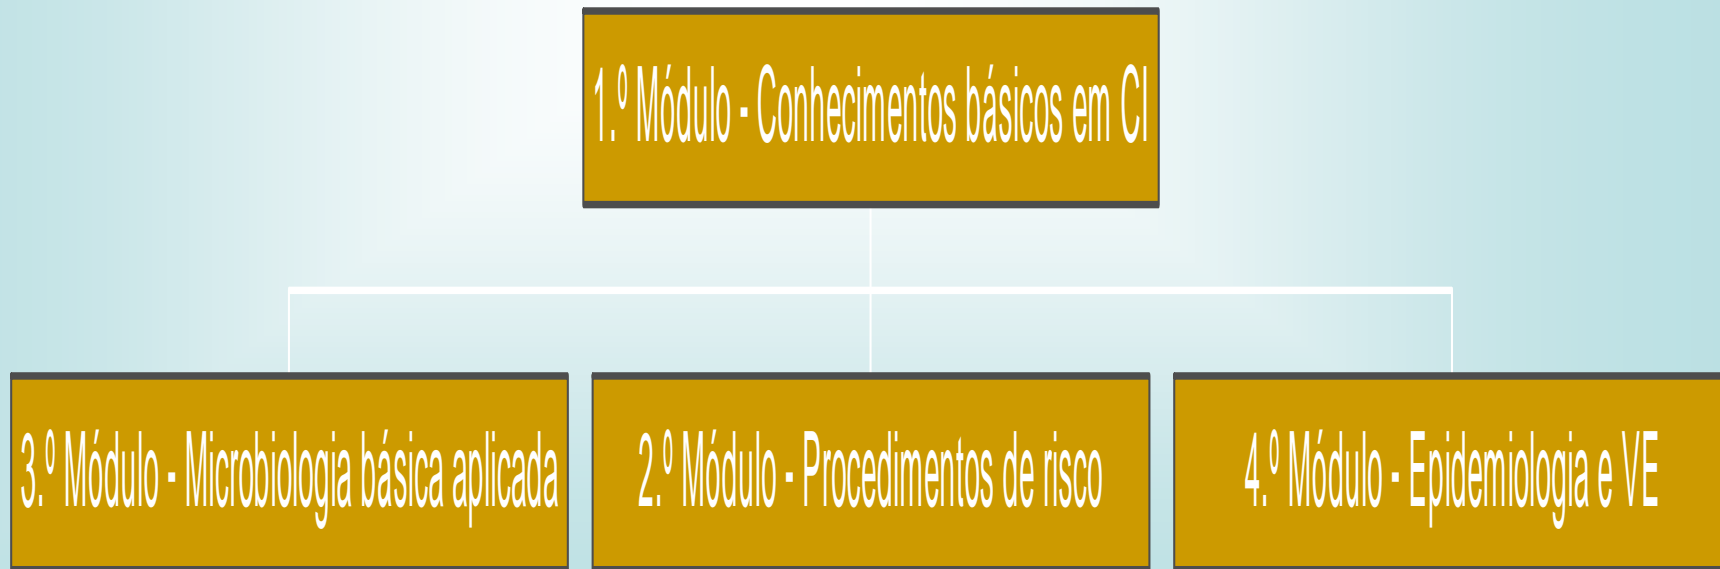 1.º Módulo - Conhecimentos básicos em CI
3.º Módulo - Microbiologia básica aplicada
2.º Módulo - Procedimentos de risco
4.º Módulo - Epidemiologia e VE